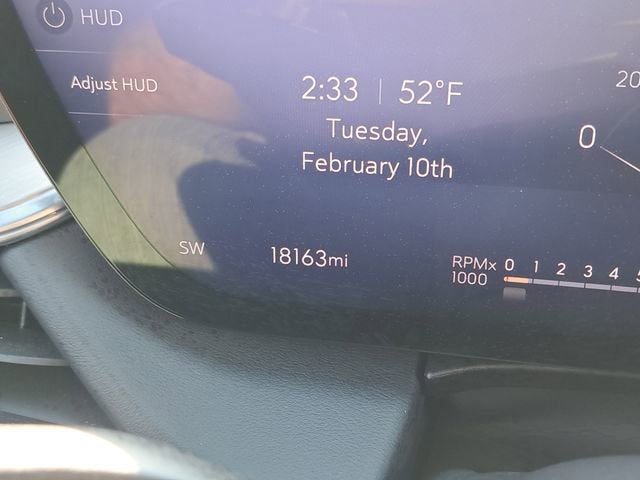 HUD
Adjust HUD
2:33 | 52°F
Tuesday,
February 10th
20
0
SW
18163mi
RPMx 0 1 2 3 4 5
1000